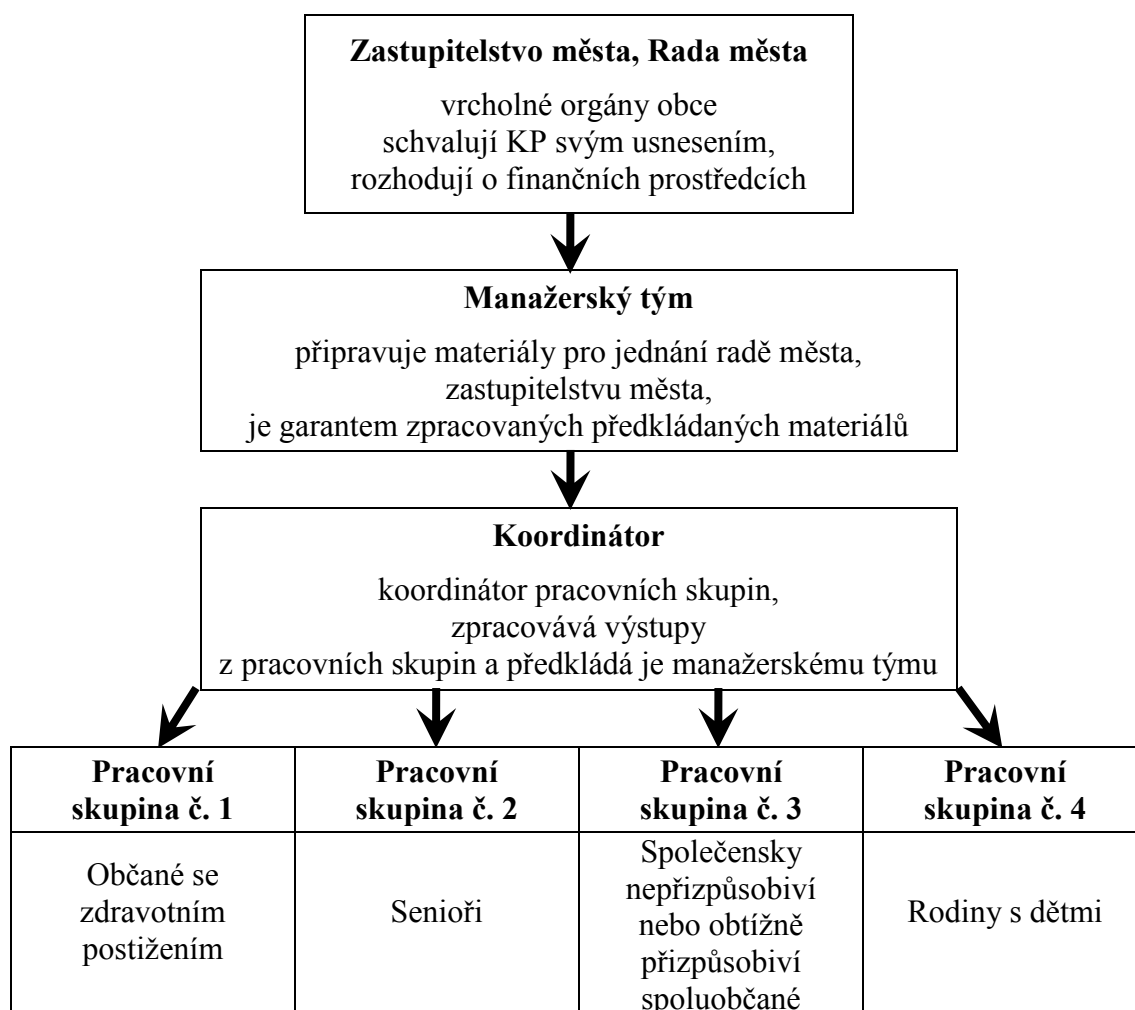 Zastupitelstvo města, Rada města
vrcholné orgány obce
schvalují KP svým usnesením,
rozhodují o finančních prostředcích
Manažerský tým
připravuje materiály pro jednání radě města,
zastupitelstvu města,
je garantem zpracovaných předkládaných materiálů
Koordinátor
koordinátor pracovních skupin,
zpracovává výstupy
z pracovních skupin a předkládá je manažerskému týmu
Pracovní
skupina č. 1
Pracovní
skupina č. 2
Pracovní
skupina č. 3
Pracovní
skupina č. 4
Občané se
zdravotním
postižením
Senioři
Společensky
nepřizpůsobiví
nebo obtížně
přizpůsobiví
spoluobčané
Rodiny s dětmi